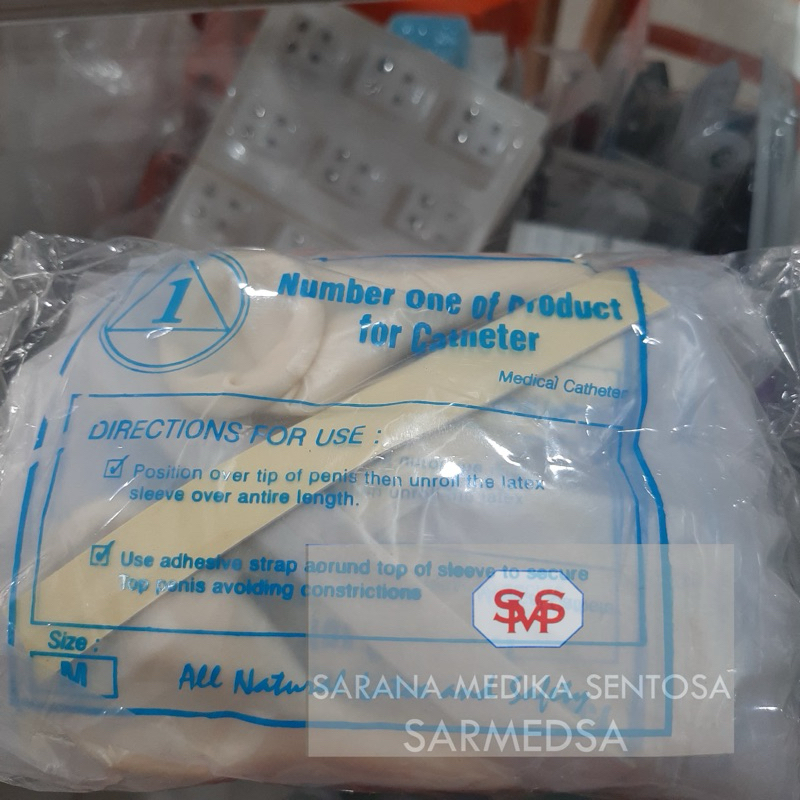 1
Number One of Product
for Catheter
Medical Catheter
DIRECTIONS FOR USE :
Position over tip of penis then unroll the latex
sleeve over antire length.
Use adhesive strap aorund top of sleeve to secure
Top penis avoiding constrictions
Size :
M
All
SMS
SARANA MEDIKA SENTOSA
SARMEDSA